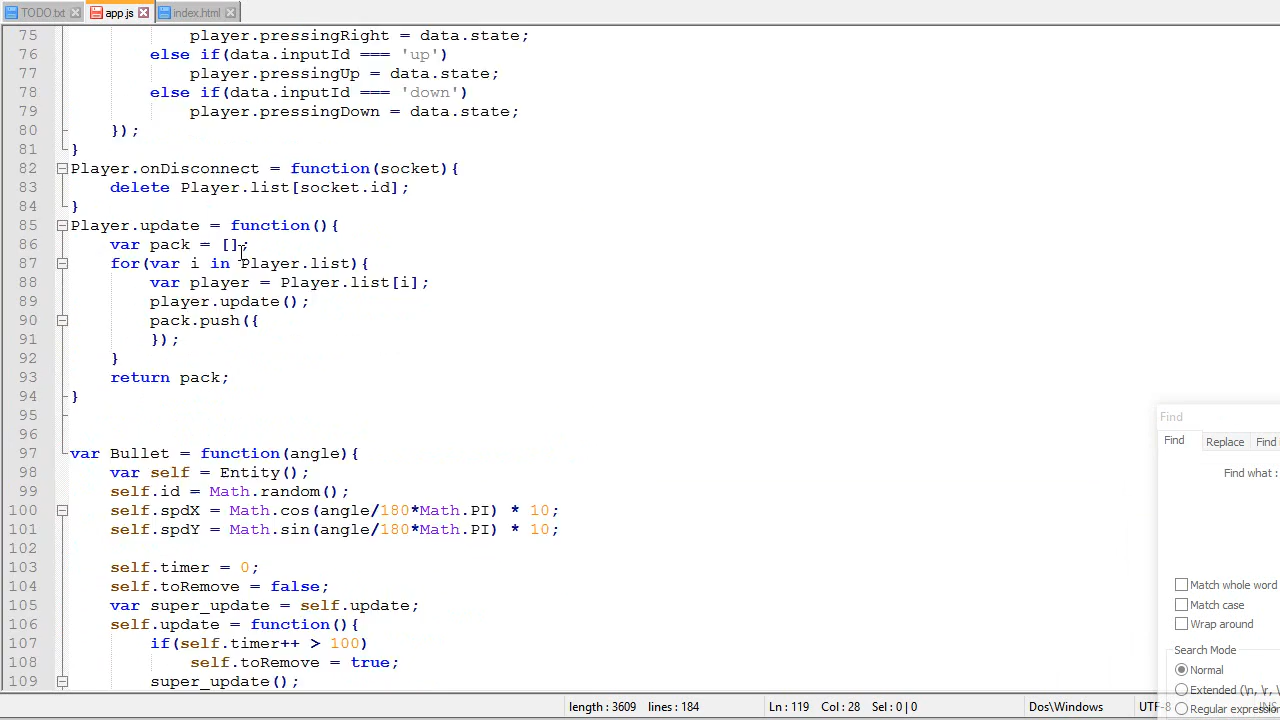 TODO.txt app.js index.html
75 player.pressingRight = data.state;
76 else if(data.inputId === 'up')
77 player.pressingUp = data.state;
78 else if(data.inputId === 'down')
79 player.pressingDown = data.state;
80 });
81 }
82 Player.onDisconnect = function(socket){
83 delete Player.list[socket.id];
84 }
85 Player.update = function(){
86 var pack = [];
87 for(var i in Player.list){
88 var player = Player.list[i];
89 player.update();
90 pack.push({
91 });
92 }
93 return pack;
94 }
95
96
97 var Bullet = function(angle){
98 var self = Entity();
99 self.id = Math.random();
100 self.spdX = Math.cos(angle/180*Math.PI) * 10;
101 self.spdY = Math.sin(angle/180*Math.PI) * 10;
102
103 self.timer = 0;
104 self.toRemove = false;
105 var super_update = self.update;
106 self.update = function(){
107 if(self.timer++ > 100)
108 self.toRemove = true;
109 super_update();
Find
Find Replace Find
Find what :
Match whole word
Match case
Wrap around
Search Mode
Normal
Extended (\n, \r, \
Regular expression
length : 3609 lines : 184 Ln : 119 Col : 28 Sel : 0 | 0 Dos\Windows UTF-8 INS